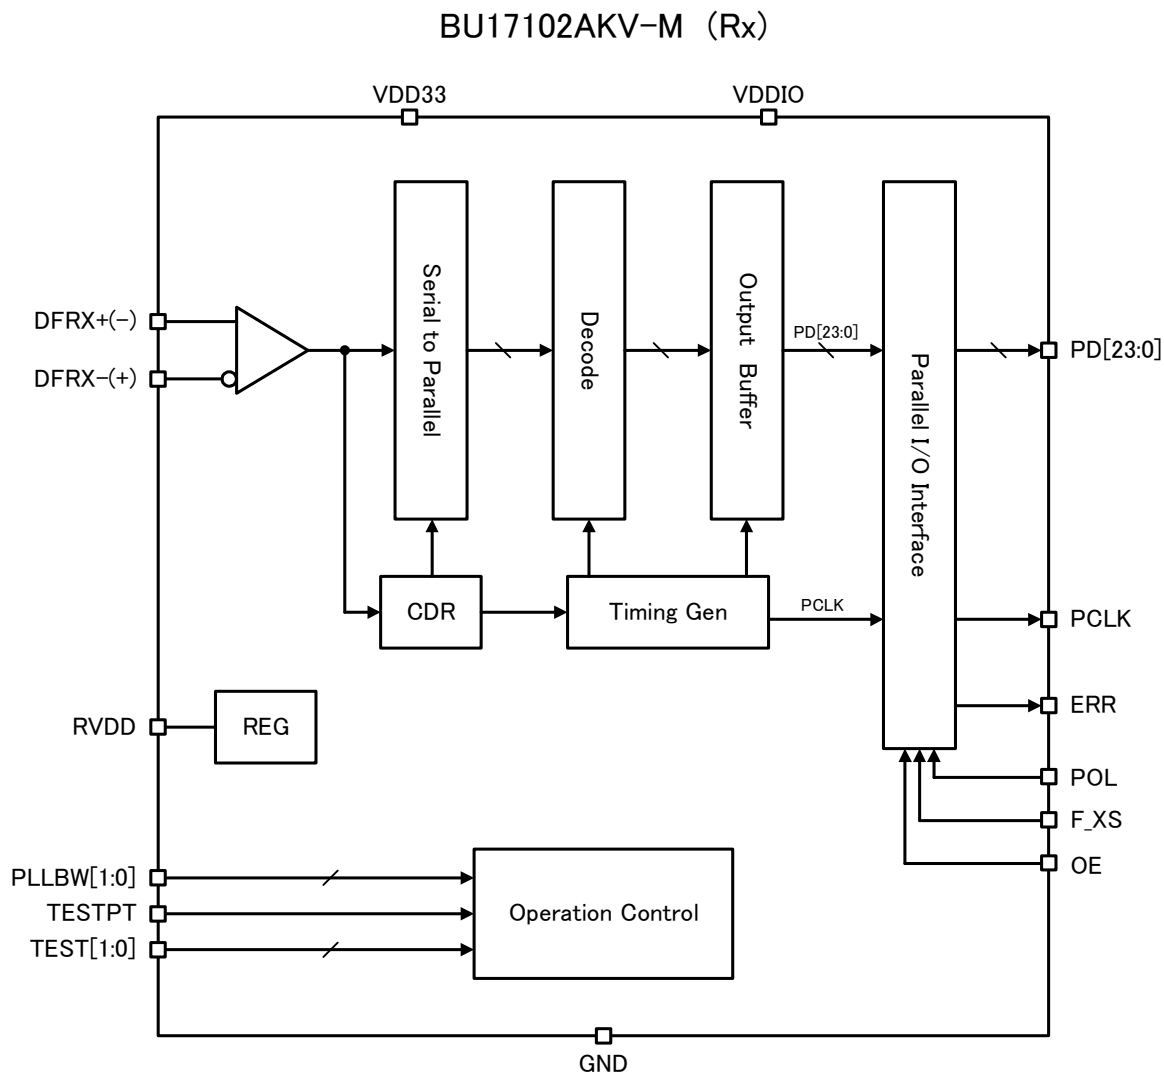 BU17102AKV-M (Rx)
VDD33
VDDIO
DFRX+(-)
DFRX-(+)
Serial to Parallel
Decode
Output Buffer
PD[23:0]
Parallel I/O Interface
PD[23:0]
CDR
Timing Gen
PCLK
PCLK
ERR
RVDD
REG
POL
F_XS
OE
PLLBW[1:0]
TESTPT
TEST[1:0]
Operation Control
GND